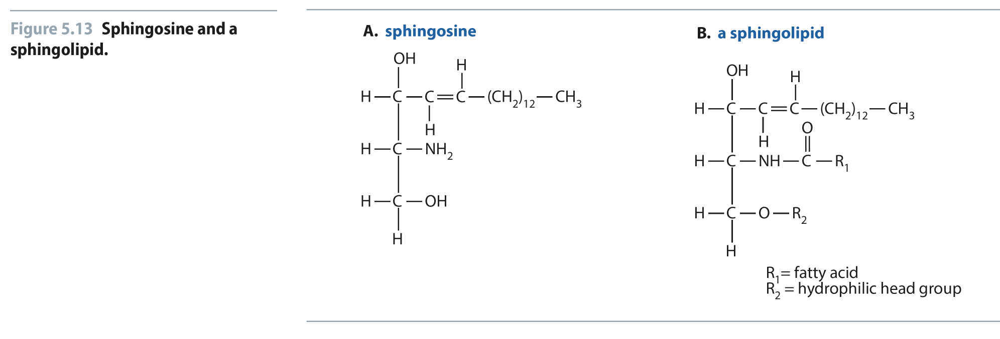 Figure 5.13 Sphingosine and a
sphingolipid.
A. sphingosine
OH
H
H—C—C=C—(CH₂)₁₂—CH₃
H
H—C—NH₂
H—C—OH
H
B. a sphingolipid
OH
H
H—C—C=C—(CH₂)₁₂—CH₃
O
H
H—C—NH—C—R₁
H—C—O—R₂
H
R₁= fatty acid
R₂ = hydrophilic head group